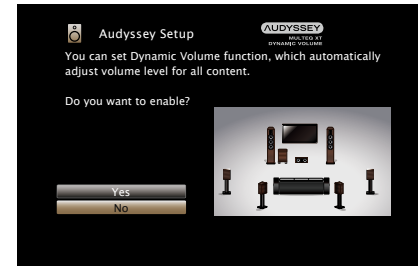 Audyssey Setup
AUDYSSEY
MULTEQ XT
DYNAMIC VOLUME
You can set Dynamic Volume function, which automatically
adjust volume level for all content.
Do you want to enable?
Yes
No